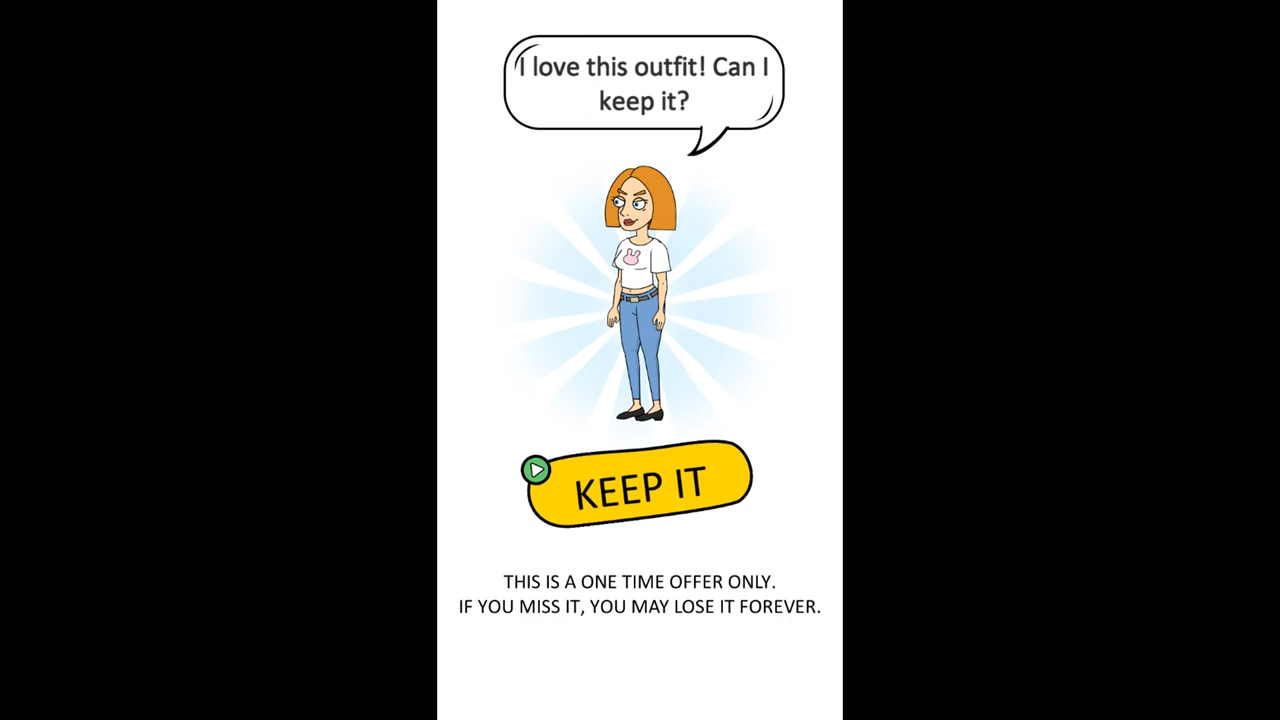 I love this outfit! Can I
keep it?
KEEP IT
THIS IS A ONE TIME OFFER ONLY.
IF YOU MISS IT, YOU MAY LOSE IT FOREVER.